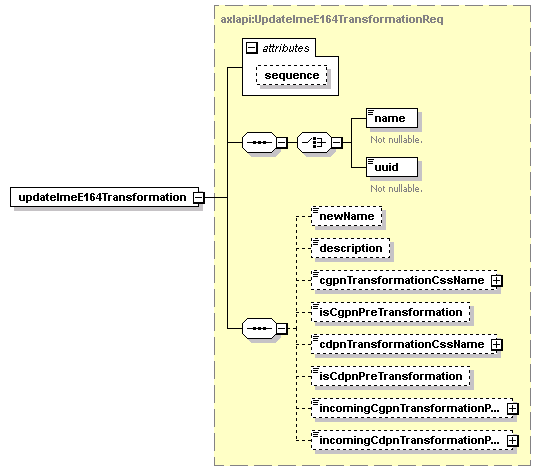 axlapi:UpdateImeE164TransformationReq
attributes
sequence
name
Not nullable.
uuid
Not nullable.
updateImeE164Transformation
newName
description
cgpnTransformationCssName
isCgpnPreTransformation
cdpnTransformationCssName
isCdpnPreTransformation
incomingCgpnTransformationP...
incomingCdpnTransformationP...